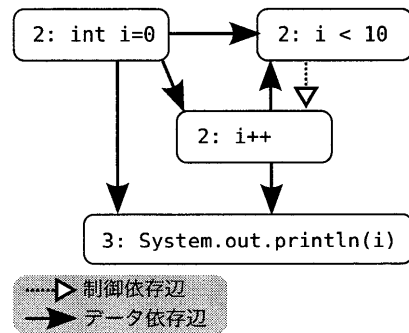 2: int i=0
2: i < 10
2: i++
3: System.out.println(i)
制御依存辺
データ依存辺